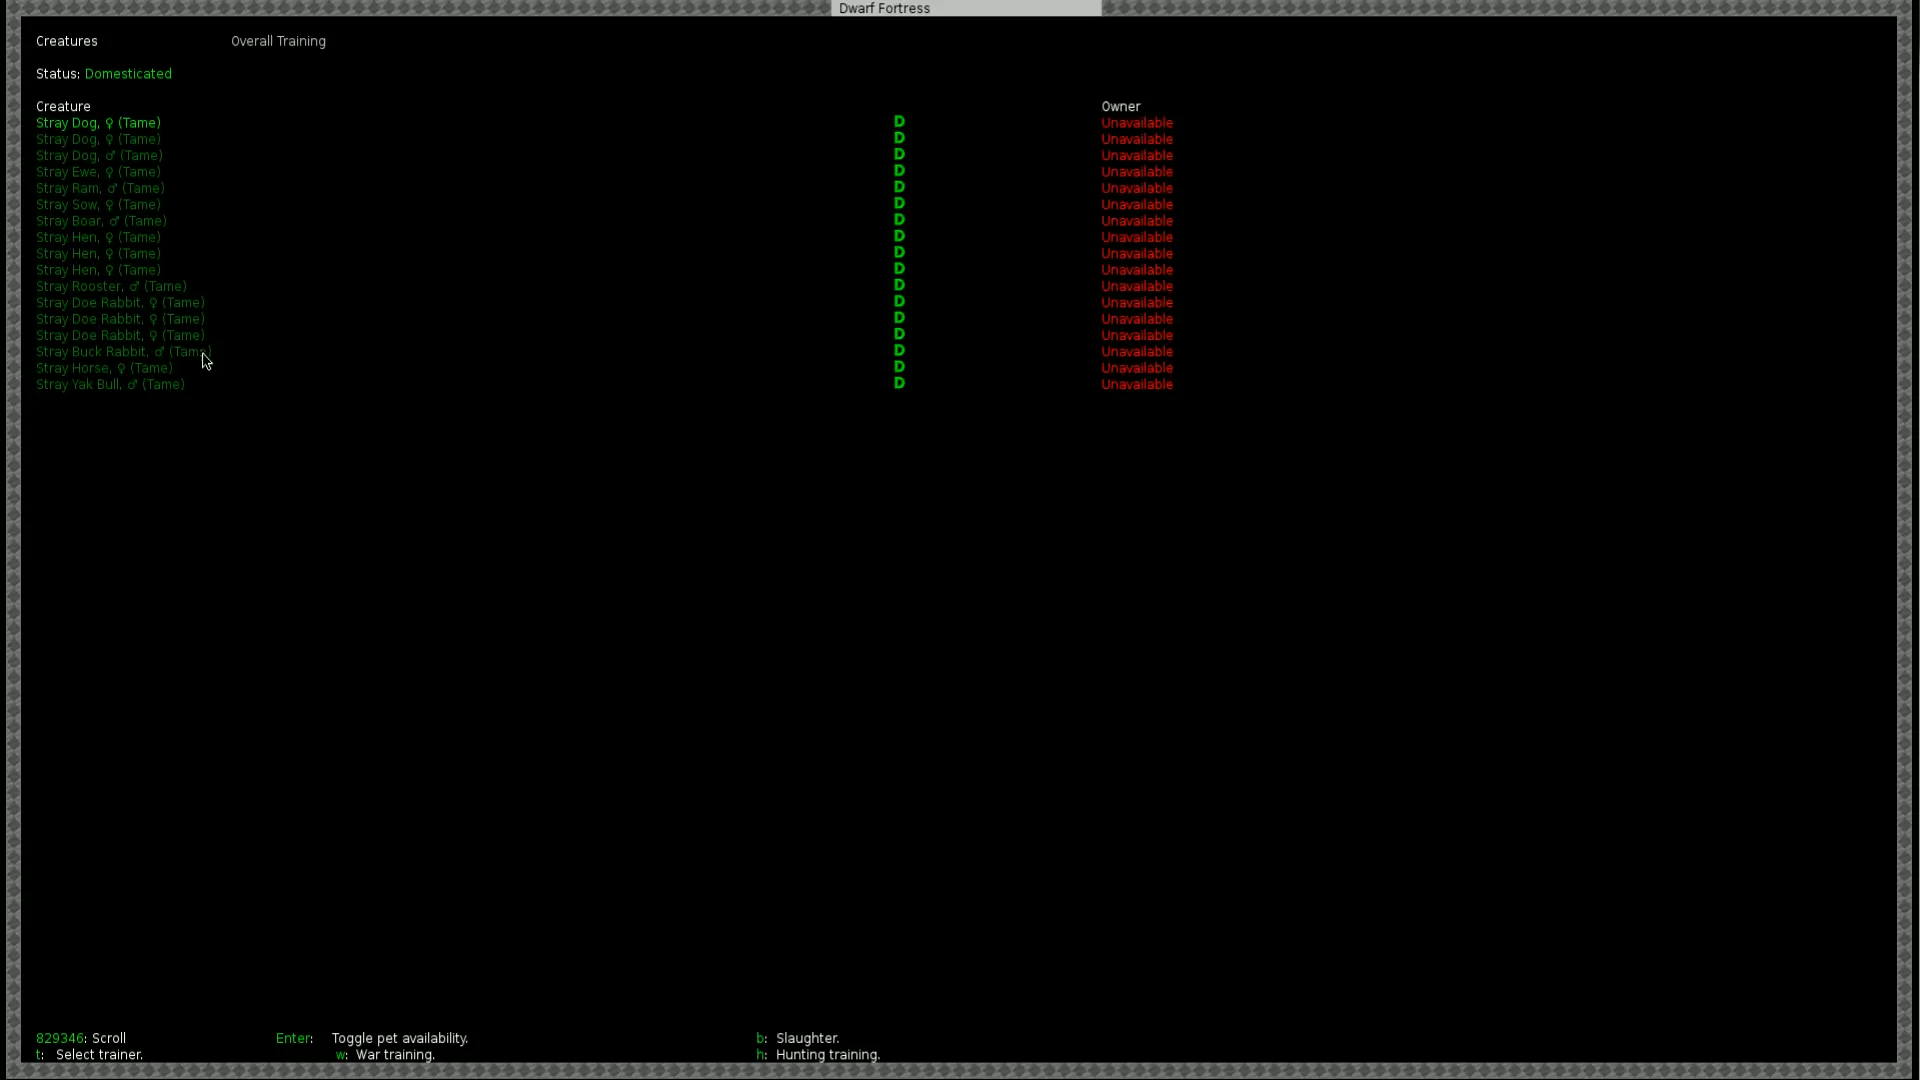 Dwarf Fortress
Creatures Overall Training
Status: Domesticated
Creature Owner
Stray Dog, ♀ (Tame) D Unavailable
Stray Dog, ♀ (Tame) D Unavailable
Stray Dog, ♂ (Tame) D Unavailable
Stray Ewe, ♀ (Tame) D Unavailable
Stray Ram, ♂ (Tame) D Unavailable
Stray Sow, ♀ (Tame) D Unavailable
Stray Boar, ♂ (Tame) D Unavailable
Stray Hen, ♀ (Tame) D Unavailable
Stray Hen, ♀ (Tame) D Unavailable
Stray Hen, ♀ (Tame) D Unavailable
Stray Rooster, ♂ (Tame) D Unavailable
Stray Doe Rabbit, ♀ (Tame) D Unavailable
Stray Doe Rabbit, ♀ (Tame) D Unavailable
Stray Doe Rabbit, ♀ (Tame) D Unavailable
Stray Buck Rabbit, ♂ (Tame) D Unavailable
Stray Horse, ♀ (Tame) D Unavailable
Stray Yak Bull, ♂ (Tame) D Unavailable
829346: Scroll Enter: Toggle pet availability. b: Slaughter.
t: Select trainer. w: War training. h: Hunting training.